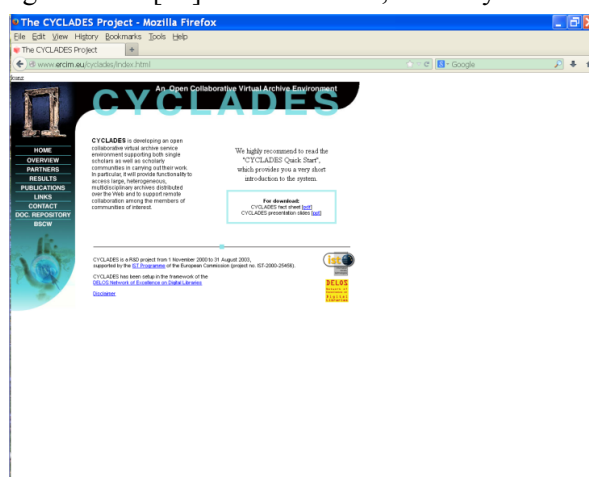 The CYCLADES Project - Mozilla Firefox
File Edit View History Bookmarks Tools Help
The CYCLADES Project +
www.ercim.eu/cyclades/index.html Google
An Open Collaborative Virtual Archive Environment
CYCLADES
HOME
OVERVIEW
PARTNERS
RESULTS
PUBLICATIONS
LINKS
CONTACT
DOC. REPOSITORY
BSCW
CYCLADES is developing an open
collaborative virtual archive service
environment supporting both single
scholars as well as scholarly
communities in carrying out their work.
In particular, it will provide functionality to
access large, heterogeneous,
multidisciplinary archives distributed
over the Web and to support remote
collaboration among the members of
communities of interest.
We highly recommend to read the
"CYCLADES Quick Start",
which provides you a very short
introduction to the system.
For download:
CYCLADES fact sheet [pdf]
CYCLADES presentation slides [ppt]
CYCLADES is a R&D project from 1 November 2000 to 31 August 2003,
supported by the IST Programme of the European Commission (project no. IST-2000-25456).
CYCLADES has been setup in the framework of the
DELOS Network of Excellence on Digital Libraries
Disclaimer
ist
DELOS